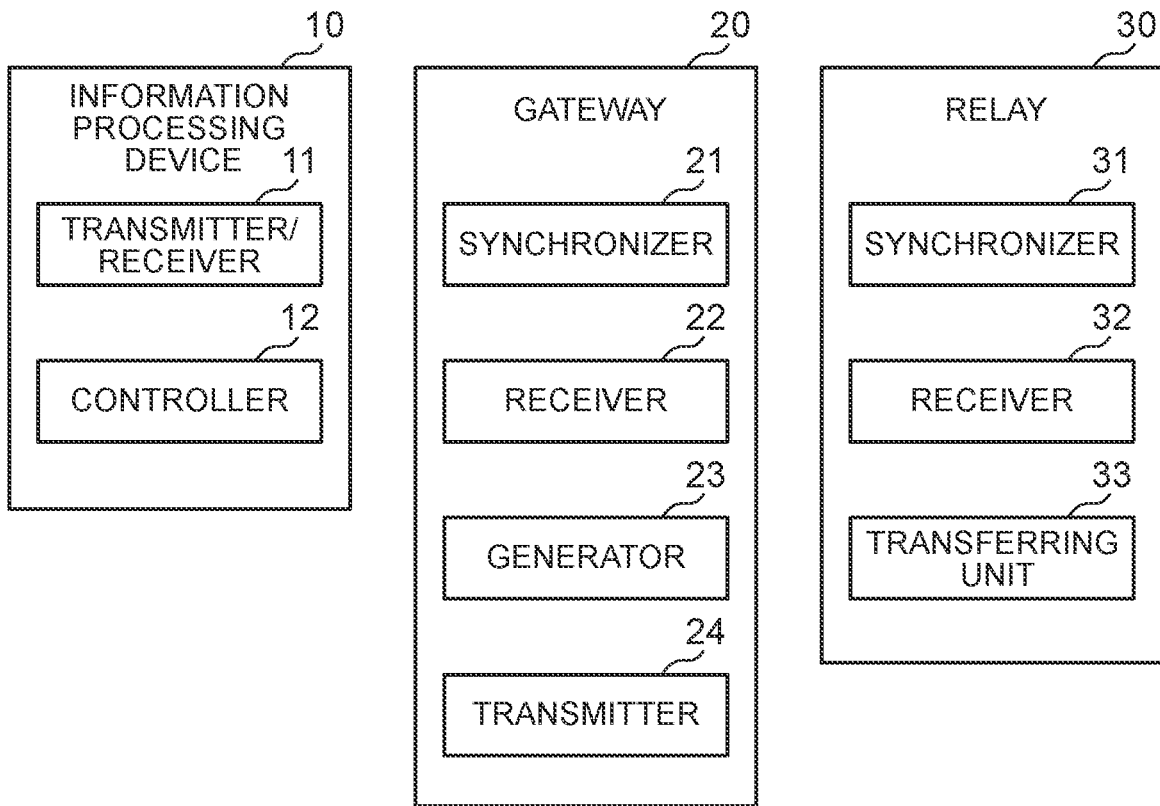 10
INFORMATION
PROCESSING
DEVICE
11
TRANSMITTER/
RECEIVER
12
CONTROLLER
20
GATEWAY
21
SYNCHRONIZER
22
RECEIVER
23
GENERATOR
24
TRANSMITTER
30
RELAY
31
SYNCHRONIZER
32
RECEIVER
33
TRANSFERRING
UNIT